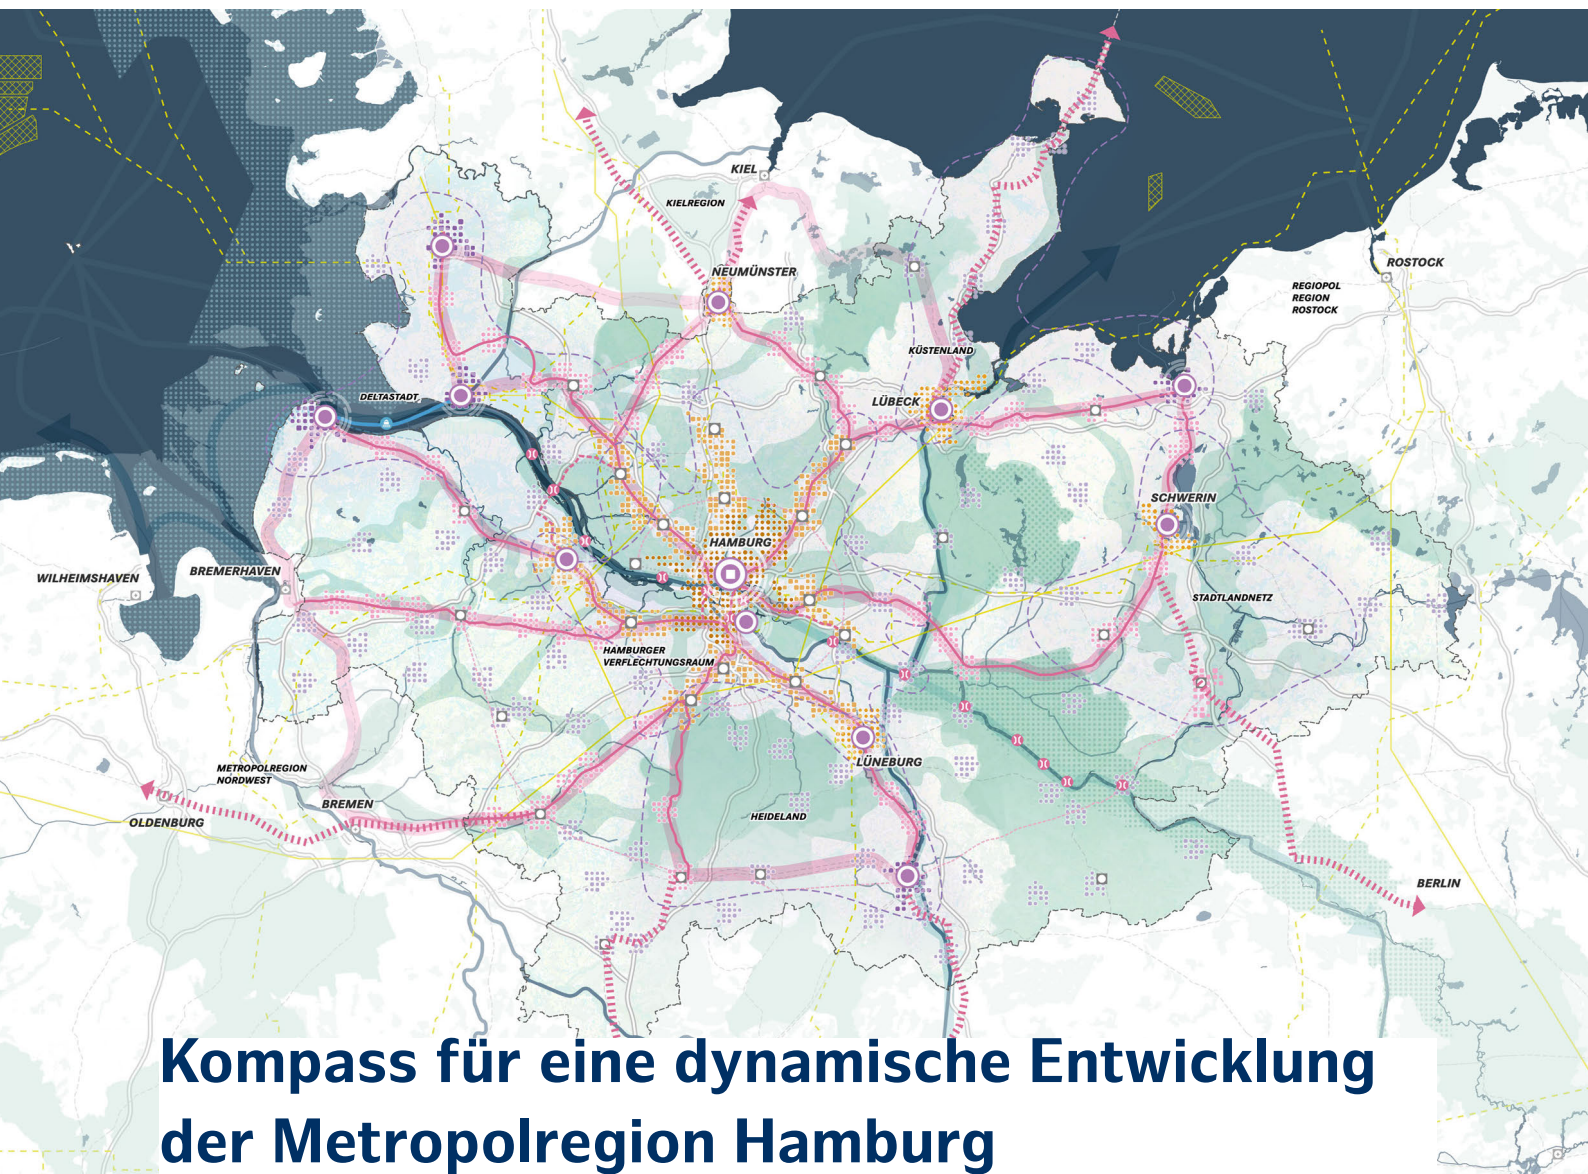 KIEL
KIELREGION
NEUMÜNSTER
ROSTOCK
REGIOPOL
REGION
ROSTOCK
KÜSTENLAND
DELTASTADT
LÜBECK
SCHWERIN
HAMBURG
WILHEIMSHAVEN
BREMERHAVEN
STADTLANDNETZ
HAMBURGER
VERFLECHTUNGSRAUM
LÜNEBURG
METROPOLREGION
NORDWEST
BREMEN
OLDENBURG
HEIDELAND
BERLIN
Kompass für eine dynamische Entwicklung
der Metropolregion Hamburg